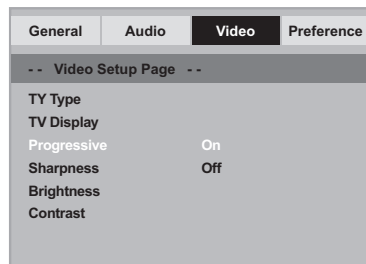 General Audio Video Preference
-- Video Setup Page --
TY Type
TV Display
Progressive On
Sharpness Off
Brightness
Contrast